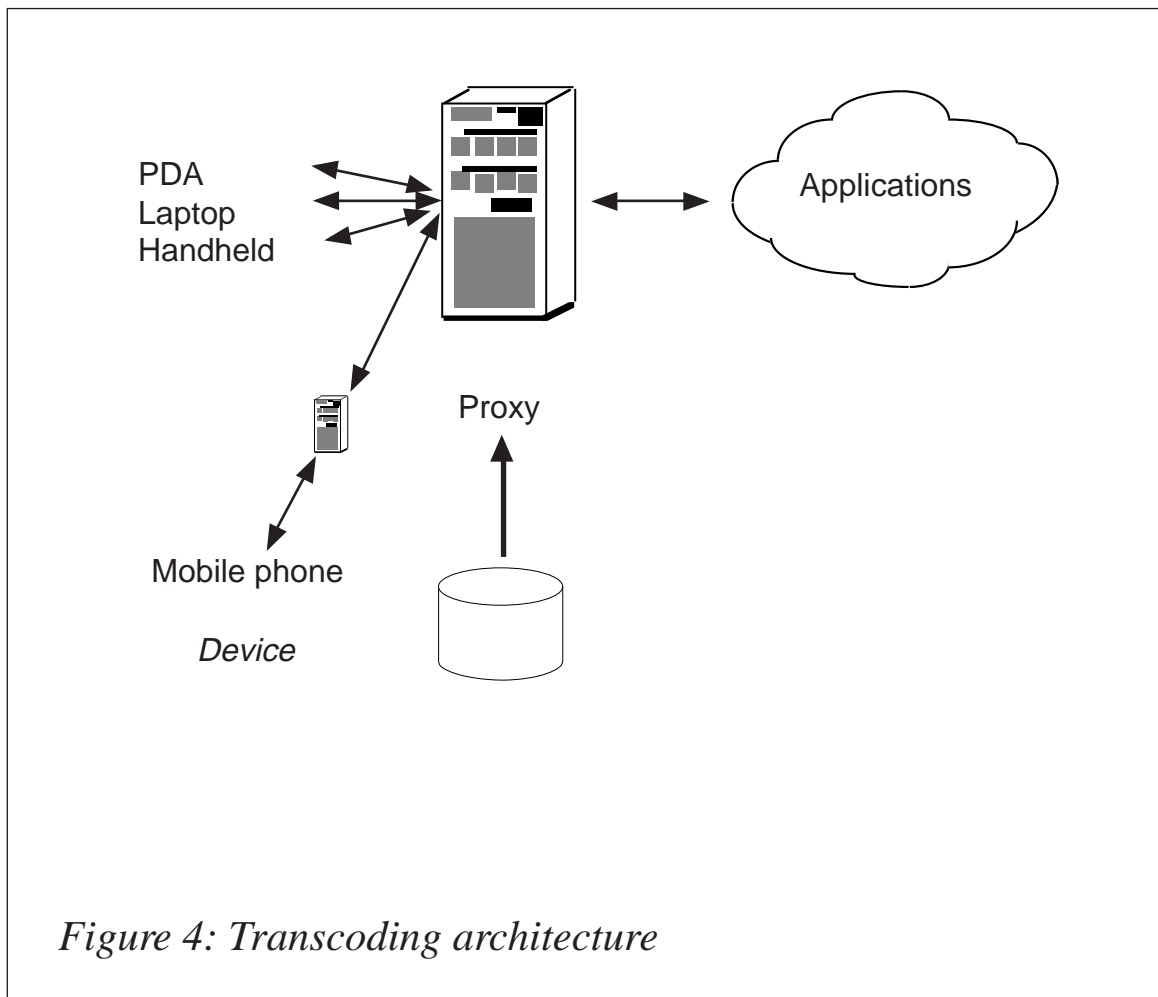 PDA
Laptop
Handheld
Applications
Proxy
Mobile phone
Device
Figure 4: Transcoding architecture